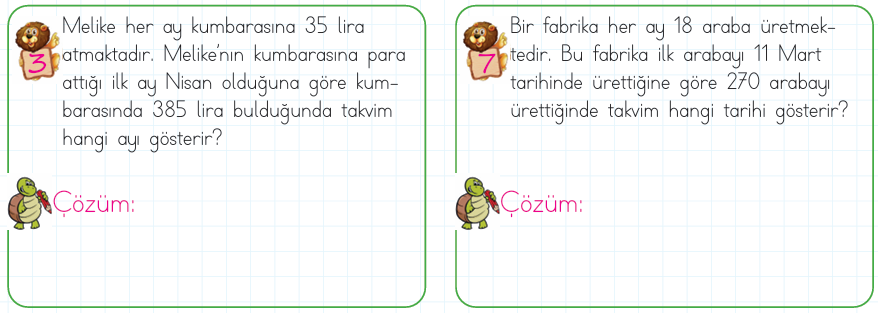 3
Melike her ay kumbarasına 35 lira
atmaktadır. Melike'nın kumbarasına para
attığı ilk ay Nisan olduğuna göre kum-
barasında 385 lira bulduğunda takvim
hangi ayı gösterir?
Çözüm:
7
Bir fabrika her ay 18 araba üretmek-
tedir. Bu fabrika ilk arabayı 11 Mart
tarihinde ürettiğine göre 270 arabayı
ürettiğinde takvim hangi tarihi gösterir?
Çözüm: